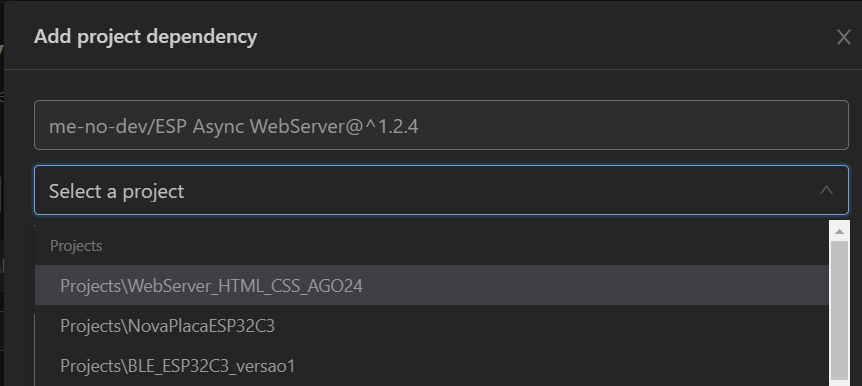 Add project dependency
me-no-dev/ESP Async WebServer@^1.2.4
Select a project
Projects
Projects\WebServer_HTML_CSS_AGO24
Projects\NovaPlacaESP32C3
Projects\BLE_ESP32C3_versao1